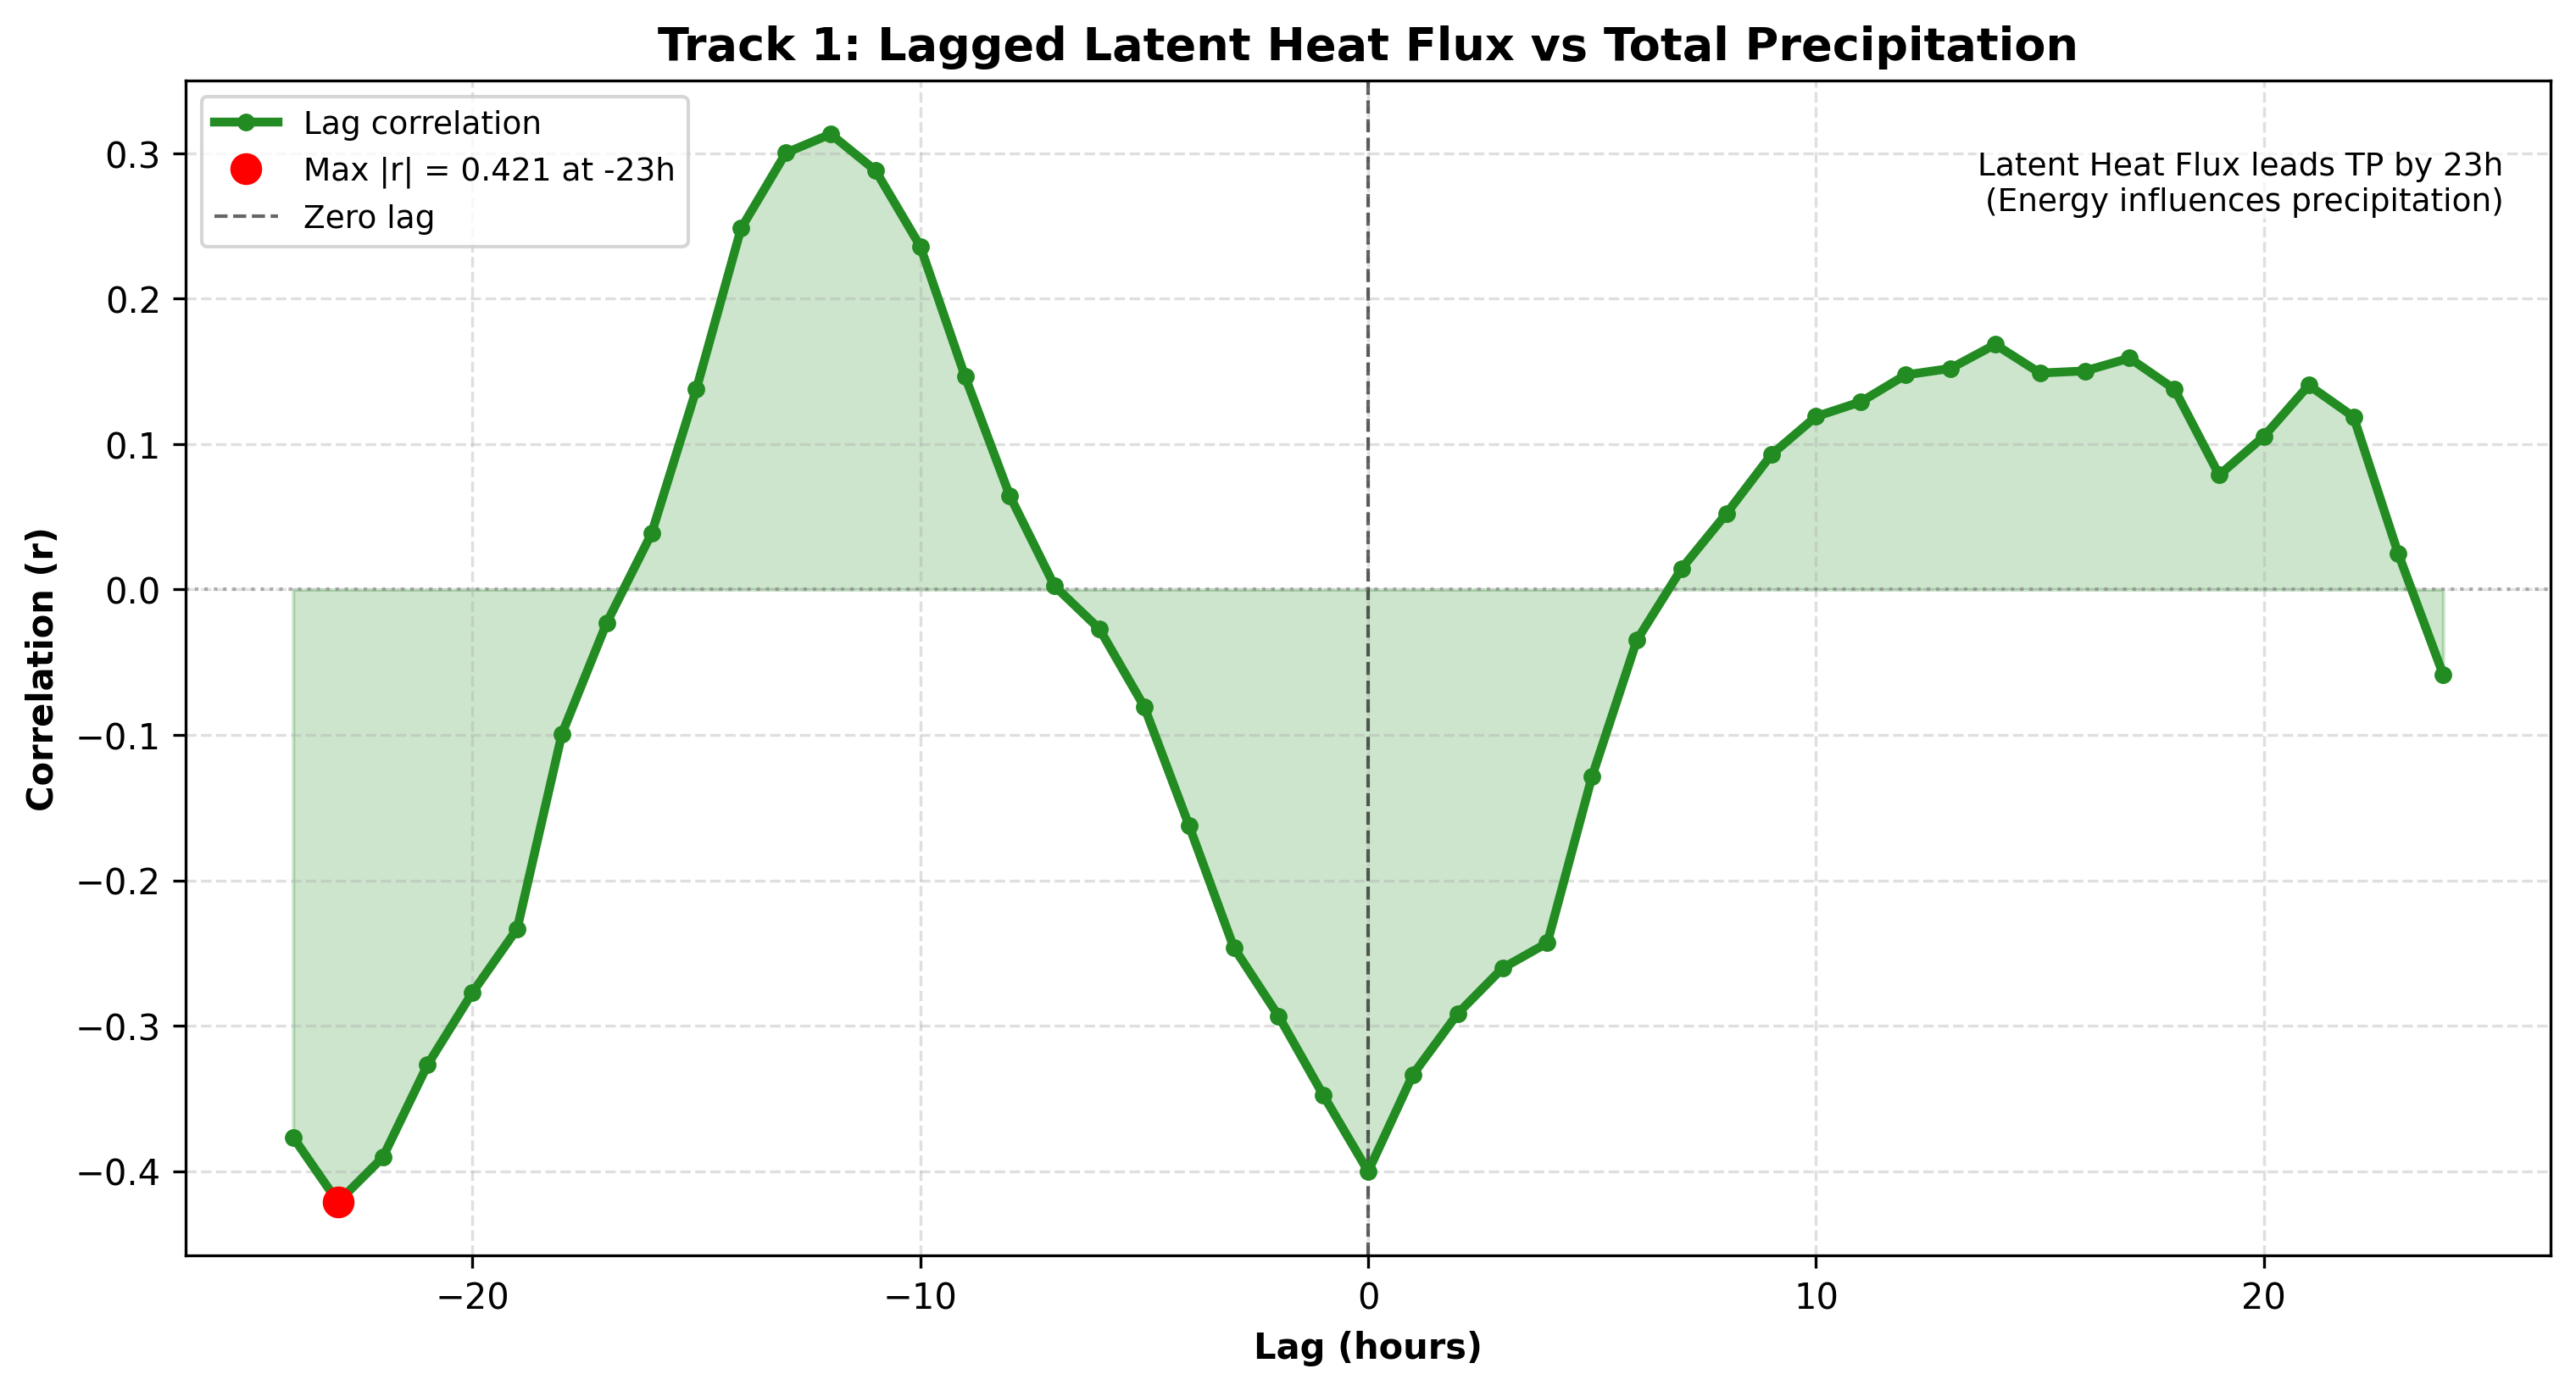 Track 1: Lagged Latent Heat Flux vs Total Precipitation
Lag correlation
Max |r| = 0.421 at -23h
Zero lag
Latent Heat Flux leads TP by 23h
(Energy influences precipitation)
Correlation (r)
0.3
0.2
0.1
0.0
−0.1
−0.2
−0.3
−0.4
−20
−10
0
10
20
Lag (hours)